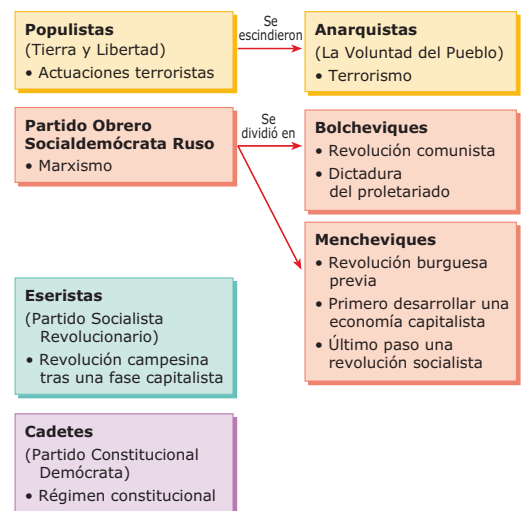 Populistas
(Tierra y Libertad)
• Actuaciones terroristas
Se
escindieron
Anarquistas
(La Voluntad del Pueblo)
• Terrorismo
Partido Obrero
Socialdemócrata Ruso
• Marxismo
Se
dividió en
Bolcheviques
• Revolución comunista
• Dictadura
del proletariado
Mencheviques
• Revolución burguesa
previa
• Primero desarrollar una
economía capitalista
• Último paso una
revolución socialista
Eseristas
(Partido Socialista
Revolucionario)
• Revolución campesina
tras una fase capitalista
Cadetes
(Partido Constitucional
Demócrata)
• Régimen constitucional